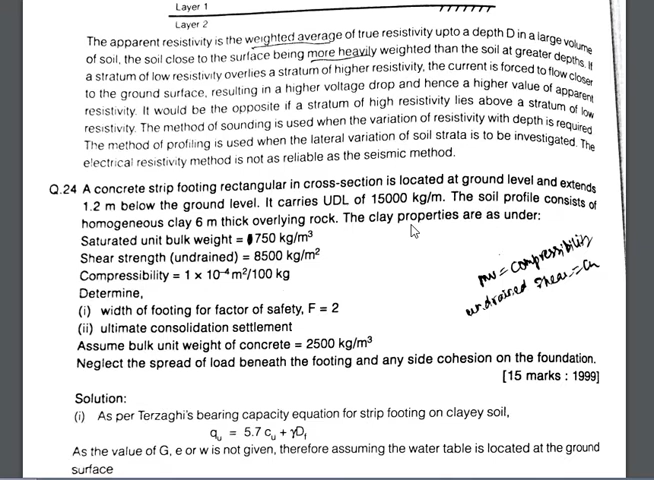 Layer 1
Layer 2
The apparent resistivity is the weighted average of true resistivity upto a depth D in a large volume
of soil, the soil close to the surface being more heavily weighted than the soil at greater depths. If
a stratum of low resistivity overlies a stratum of higher resistivity, the current is forced to flow closer
to the ground surface, resulting in a higher voltage drop and hence a higher value of apparent
resistivity. It would be the opposite if a stratum of high resistivity lies above a stratum of low
resistivity. The method of sounding is used when the variation of resistivity with depth is required
The method of profiling is used when the lateral variation of soil strata is to be investigated. The
electrical resistivity method is not as reliable as the seismic method.
Q.24 A concrete strip footing rectangular in cross-section is located at ground level and extends
1.2 m below the ground level. It carries UDL of 15000 kg/m. The soil profile consists of
homogeneous clay 6 m thick overlying rock. The clay properties are as under:
Saturated unit bulk weight = 1750 kg/m³
Shear strength (undrained) = 8500 kg/m²
Compressibility = 1 x 10⁻⁴ m²/100 kg
mv = compressibility
Determine,
undrained shear = Cu
(i) width of footing for factor of safety, F = 2
(ii) ultimate consolidation settlement
Assume bulk unit weight of concrete = 2500 kg/m³
Neglect the spread of load beneath the footing and any side cohesion on the foundation.
[15 marks : 1999]
Solution:
(i) As per Terzaghi's bearing capacity equation for strip footing on clayey soil,
qᵤ = 5.7 cᵤ + γD_f
As the value of G, e or w is not given, therefore assuming the water table is located at the ground
surface